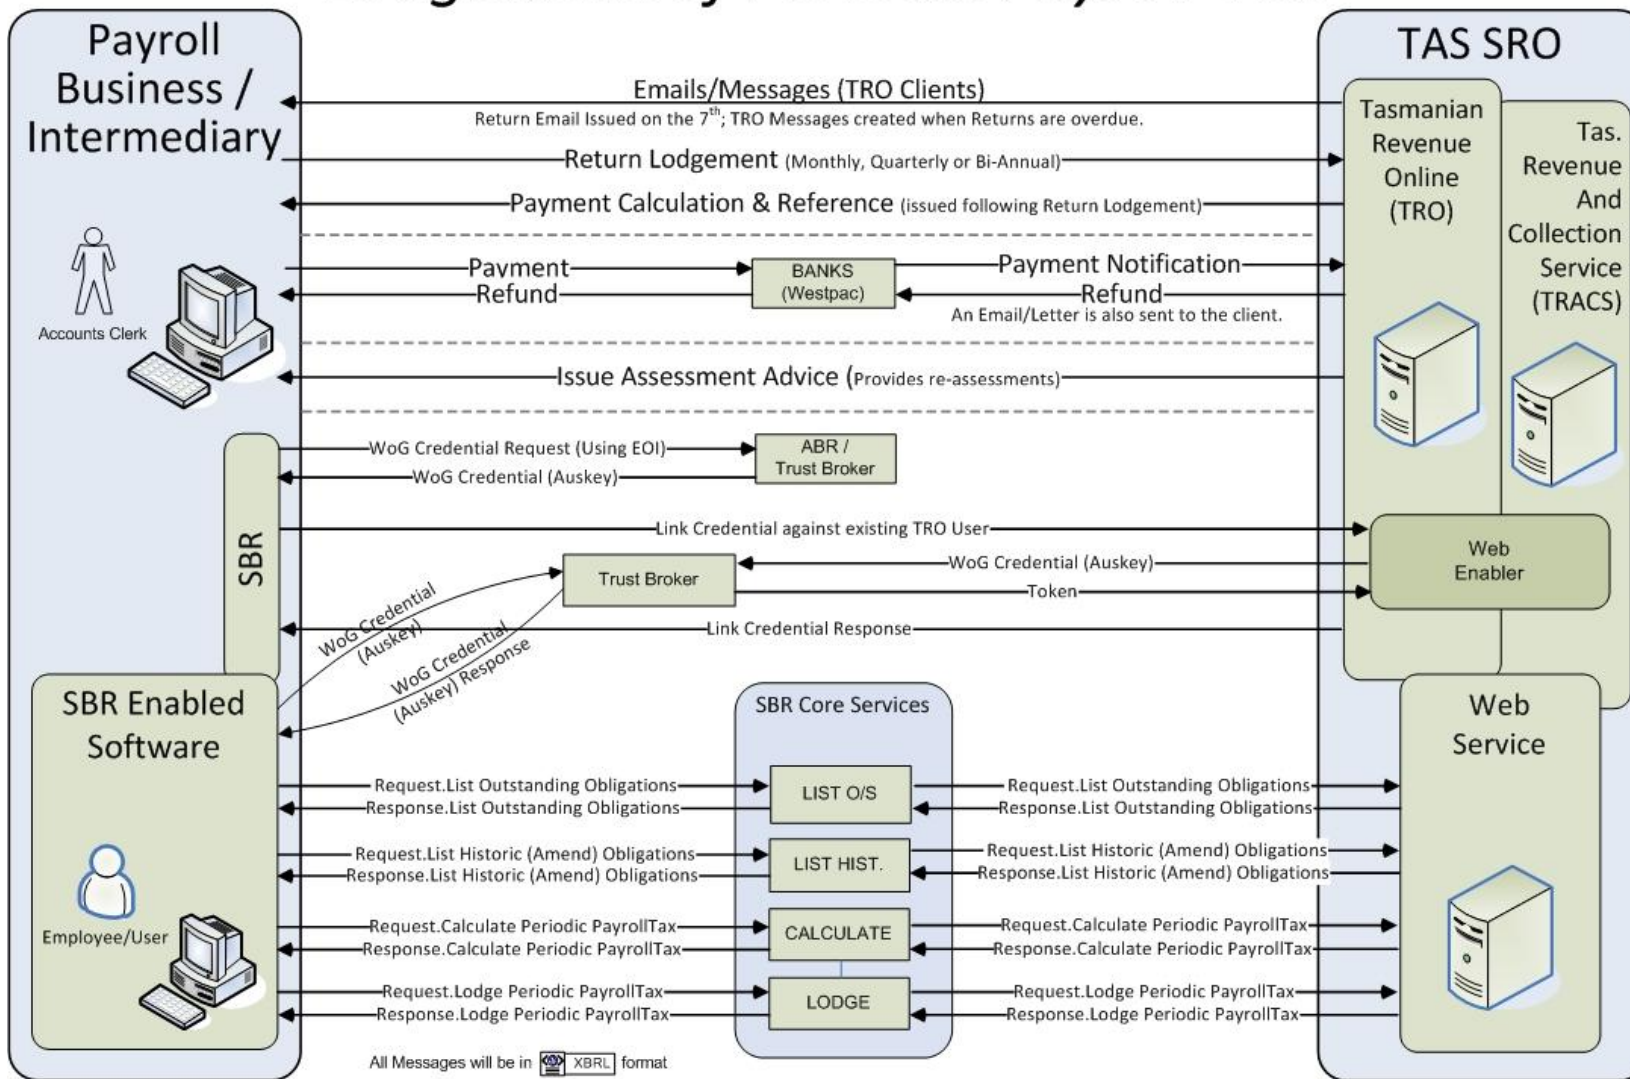 Payroll
Business /
Intermediary
TAS SRO
Emails/Messages (TRO Clients)
Return Email Issued on the 7th; TRO Messages created when Returns are overdue.
Return Lodgement (Monthly, Quarterly or Bi-Annual)
Payment Calculation & Reference (issued following Return Lodgement)
Tasmanian
Revenue
Online
(TRO)
Tas.
Revenue
And
Collection
Service
(TRACS)
Accounts Clerk
Payment
Refund
BANKS
(Westpac)
Payment Notification
Refund
An Email/Letter is also sent to the client.
Issue Assessment Advice (Provides re-assessments)
SBR
WoG Credential Request (Using EOI)
WoG Credential (Auskey)
ABR /
Trust Broker
Link Credential against existing TRO User
Trust Broker
WoG Credential (Auskey)
Token
Web
Enabler
Link Credential Response
WoG Credential
(Auskey)
WoG Credential
(Auskey) Response
SBR Enabled
Software
SBR Core Services
Web
Service
Request.List Outstanding Obligations
Response.List Outstanding Obligations
LIST O/S
Request.List Outstanding Obligations
Response.List Outstanding Obligations
Request.List Historic (Amend) Obligations
Response.List Historic (Amend) Obligations
LIST HIST.
Request.List Historic (Amend) Obligations
Response.List Historic (Amend) Obligations
Employee/User
Request.Calculate Periodic PayrollTax
Response.Calculate Periodic PayrollTax
CALCULATE
Request.Calculate Periodic PayrollTax
Response.Calculate Periodic PayrollTax
Request.Lodge Periodic PayrollTax
Response.Lodge Periodic PayrollTax
LODGE
Request.Lodge Periodic PayrollTax
Response.Lodge Periodic PayrollTax
All Messages will be in XBRL format